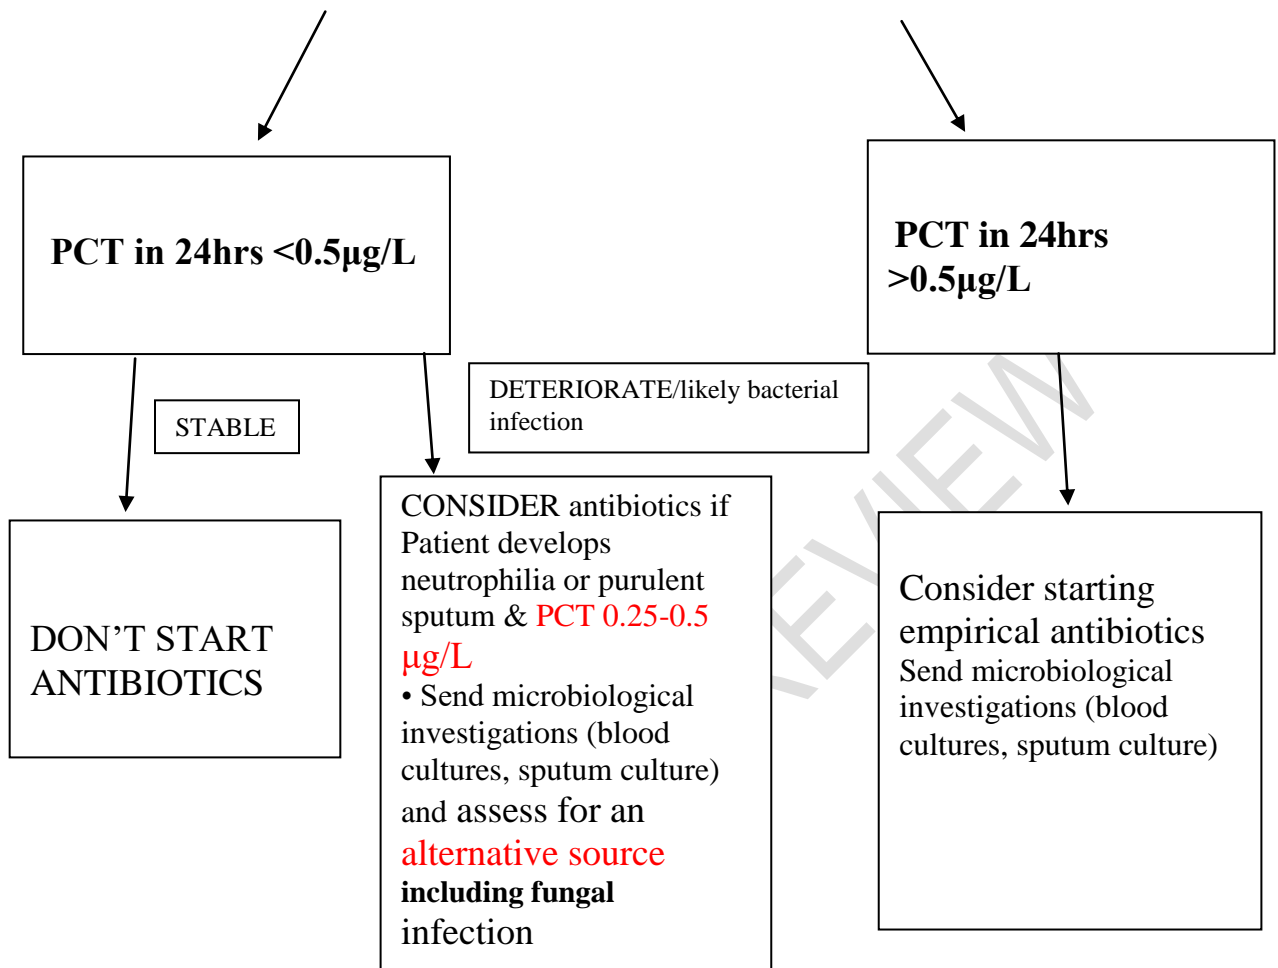 PCT in 24hrs <0.5µg/L
PCT in 24hrs
>0.5µg/L
STABLE
DETERIORATE/likely bacterial
infection
DON’T START
ANTIBIOTICS
CONSIDER antibiotics if
Patient develops
neutrophilia or purulent
sputum & PCT 0.25-0.5
µg/L
• Send microbiological
investigations (blood
cultures, sputum culture)
and assess for an
alternative source
including fungal
infection
Consider starting
empirical antibiotics
Send microbiological
investigations (blood
cultures, sputum culture)